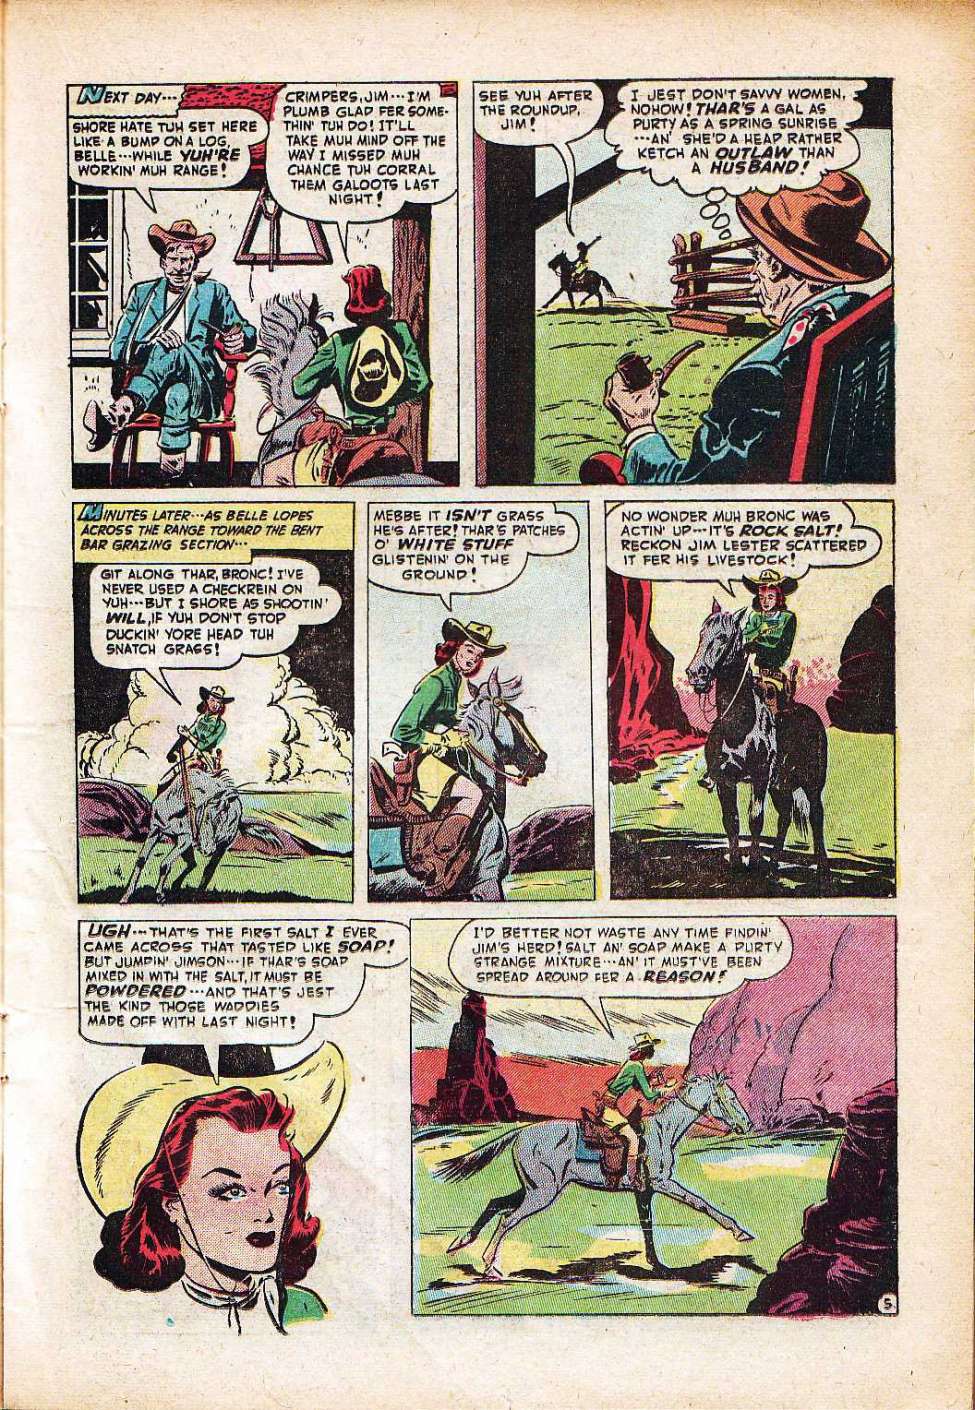 NEXT DAY---
SHORE HATE TUH SET HERE
LIKE A BUMP ON A LOG,
BELLE---WHILE YUH'RE
WORKIN' MUH RANGE!
CRIMPERS, JIM---I'M
PLUMB GLAD FER SOME-
THIN' TUH DO! IT'LL
TAKE MUH MIND OFF THE
WAY I MISSED MUH
CHANCE TUH CORRAL
THEM GALOOTS LAST
NIGHT!
SEE YUH AFTER
THE ROUNDUP,
JIM!
I JEST DON'T SAVVY WOMEN,
NOHOW! THAR'S A GAL AS
PURTY AS A SPRING SUNRISE
---AN' SHE'D A HEAP RATHER
KETCH AN OUTLAW THAN
A HUSBAND!
MINUTES LATER---AS BELLE LOPES
ACROSS THE RANGE TOWARD THE BENT
BAR GRAZING SECTION---
GIT ALONG THAR, BRONC! I'VE
NEVER USED A CHECKREIN ON
YUH---BUT I SHORE AS SHOOTIN'
WILL, IF YUH DON'T STOP
DUCKIN' YORE HEAD TUH
SNATCH GRASS!
MEBBE IT ISN'T GRASS
HE'S AFTER! THAR'S PATCHES
O' WHITE STUFF
GLISTENIN' ON THE
GROUND!
NO WONDER MUH BRONC WAS
ACTIN' UP---IT'S ROCK SALT!
RECKON JIM LESTER SCATTERED
IT FER HIS LIVESTOCK!
UGH---THAT'S THE FIRST SALT I EVER
CAME ACROSS THAT TASTED LIKE SOAP!
BUT JUMPIN' JIMSON---IF THAR'S SOAP
MIXED IN WITH THE SALT, IT MUST BE
POWDERED---AND THAT'S JEST
THE KIND THOSE WADDIES
MADE OFF WITH LAST NIGHT!
I'D BETTER NOT WASTE ANY TIME FINDIN'
JIM'S HERD! SALT AN' SOAP MAKE A PURTY
STRANGE MIXTURE---AN' IT MUST'VE BEEN
SPREAD AROUND FER A REASON!
5